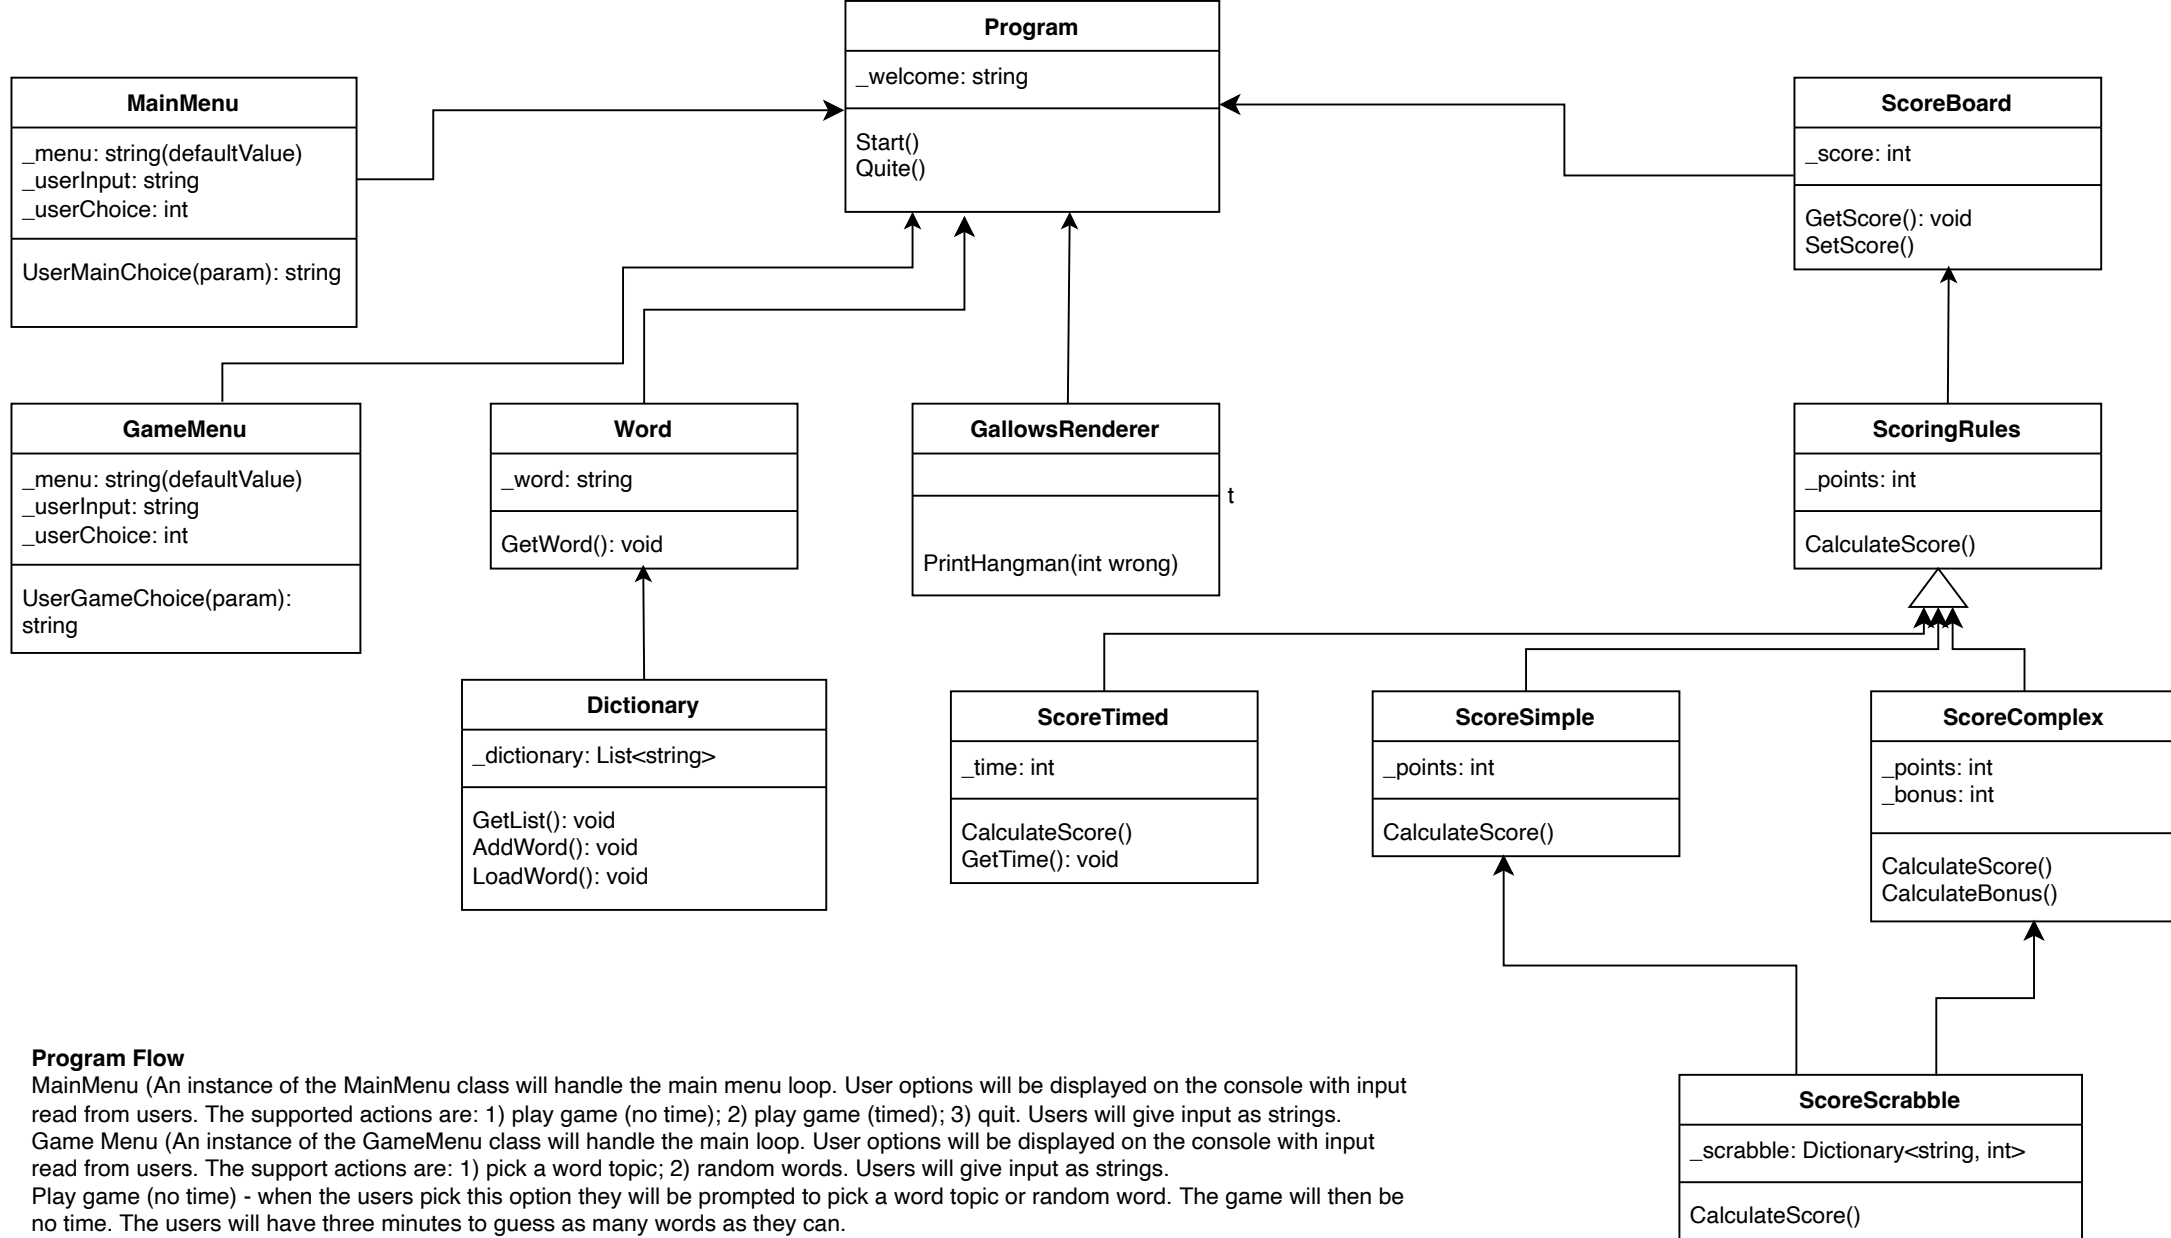 Program
_welcome: string
Start()
Quite()
MainMenu
_menu: string(defaultValue)
_userInput: string
_userChoice: int
UserMainChoice(param): string
ScoreBoard
_score: int
GetScore(): void
SetScore()
GameMenu
_menu: string(defaultValue)
_userInput: string
_userChoice: int
UserGameChoice(param):
string
Word
_word: string
GetWord(): void
GallowsRenderer
t
PrintHangman(int wrong)
ScoringRules
_points: int
CalculateScore()
Dictionary
_dictionary: List<string>
GetList(): void
AddWord(): void
LoadWord(): void
ScoreTimed
_time: int
CalculateScore()
GetTime(): void
ScoreSimple
_points: int
CalculateScore()
ScoreComplex
_points: int
_bonus: int
CalculateScore()
CalculateBonus()
ScoreScrabble
_scrabble: Dictionary<string, int>
CalculateScore()
Program Flow
MainMenu (An instance of the MainMenu class will handle the main menu loop. User options will be displayed on the console with input
read from users. The supported actions are: 1) play game (no time); 2) play game (timed); 3) quit. Users will give input as strings.
Game Menu (An instance of the GameMenu class will handle the main loop. User options will be displayed on the console with input
read from users. The support actions are: 1) pick a word topic; 2) random words. Users will give input as strings.
Play game (no time) - when the users pick this option they will be prompted to pick a word topic or random word. The game will then be
no time. The users will have three minutes to guess as many words as they can.